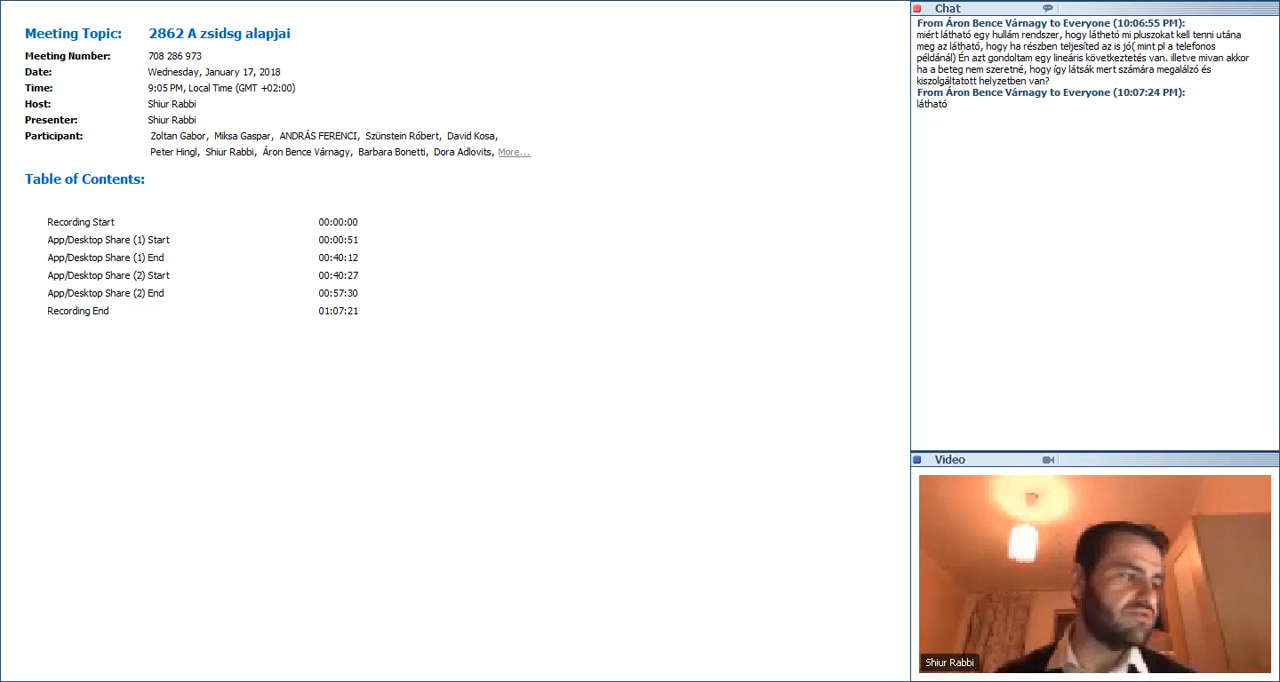 Meeting Topic: 2862 A zsidsg alapjai
Meeting Number: 708 286 973
Date: Wednesday, January 17, 2018
Time: 9:05 PM, Local Time (GMT +02:00)
Host: Shiur Rabbi
Presenter: Shiur Rabbi
Participant: Zoltan Gabor, Miksa Gaspar, ANDRÁS FERENCI, Szünstein Róbert, David Kosa,
Peter Hingl, Shiur Rabbi, Áron Bence Várnagy, Barbara Bonetti, Dora Adlovits, More...
Table of Contents:
Recording Start 00:00:00
App/Desktop Share (1) Start 00:00:51
App/Desktop Share (1) End 00:40:12
App/Desktop Share (2) Start 00:40:27
App/Desktop Share (2) End 00:57:30
Recording End 01:07:21
Chat
From Áron Bence Várnagy to Everyone (10:06:55 PM):
miért látható egy hullám rendszer, hogy láthetó mi pluszokat kell tenni utána
meg az látható, hogy ha részben teljesíted az is jó( mint pl a telefonos
példánál) Én azt gondoltam egy lineáris következtetés van. illetve mivan akkor
ha a beteg nem szeretné, hogy így látsák mert számára megalálzó és
kiszolgáltatott helyzetben van?
From Áron Bence Várnagy to Everyone (10:07:24 PM):
látható
Video
Shiur Rabbi